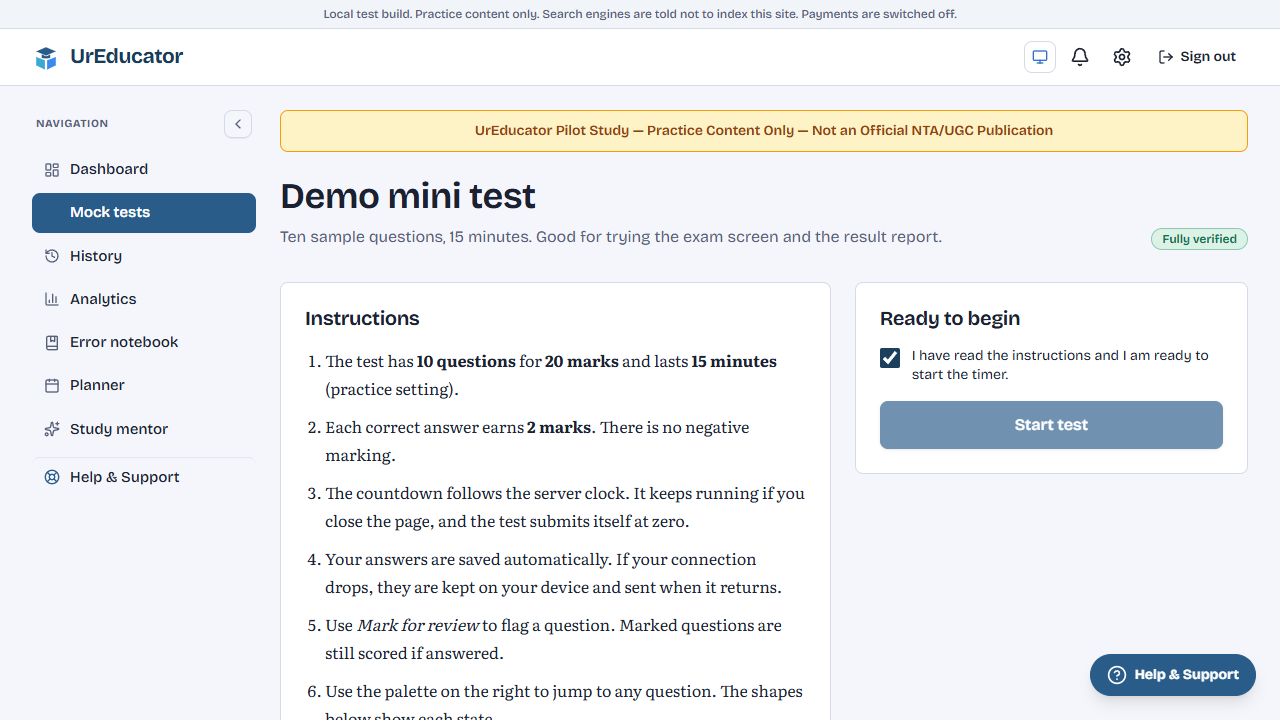 Local test build. Practice content only. Search engines are told not to index this site. Payments are switched off.
UrEducator
Sign out
NAVIGATION
Dashboard
Mock tests
History
Analytics
Error notebook
Planner
Study mentor
Help & Support
UrEducator Pilot Study — Practice Content Only — Not an Official NTA/UGC Publication
Demo mini test
Ten sample questions, 15 minutes. Good for trying the exam screen and the result report.
Fully verified
Instructions
1. The test has 10 questions for 20 marks and lasts 15 minutes
(practice setting).
2. Each correct answer earns 2 marks. There is no negative
marking.
3. The countdown follows the server clock. It keeps running if you
close the page, and the test submits itself at zero.
4. Your answers are saved automatically. If your connection
drops, they are kept on your device and sent when it returns.
5. Use Mark for review to flag a question. Marked questions are
still scored if answered.
6. Use the palette on the right to jump to any question. The shapes
below show each state.
Ready to begin
I have read the instructions and I am ready to
start the timer.
Start test
Help & Support